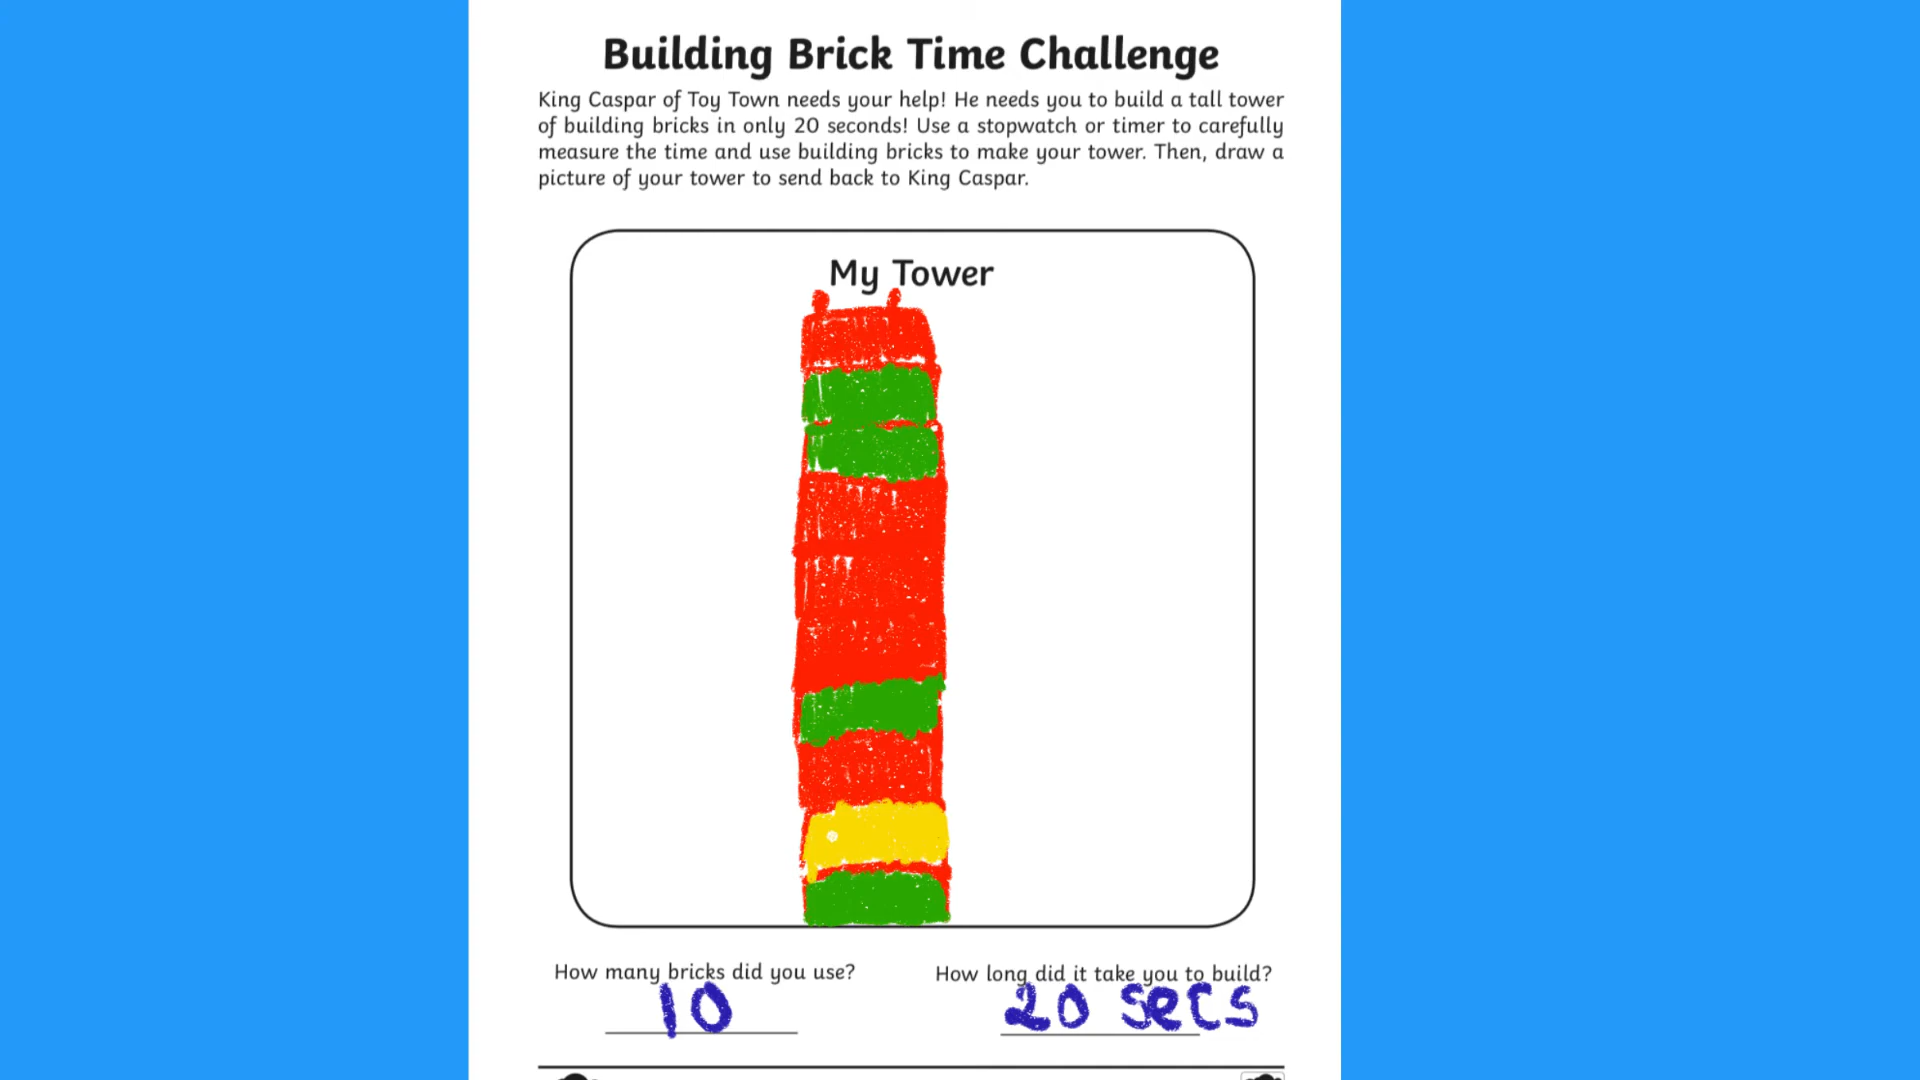 Building Brick Time Challenge
King Caspar of Toy Town needs your help! He needs you to build a tall tower
of building bricks in only 20 seconds! Use a stopwatch or timer to carefully
measure the time and use building bricks to make your tower. Then, draw a
picture of your tower to send back to King Caspar.
My Tower
How many bricks did you use?
10
How long did it take you to build?
20 secs